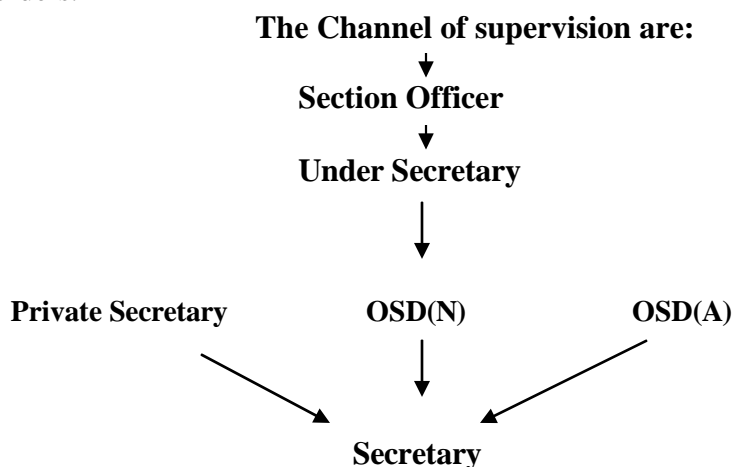 The Channel of supervision are:
Section Officer
Under Secretary
Private Secretary OSD(N) OSD(A)
Secretary